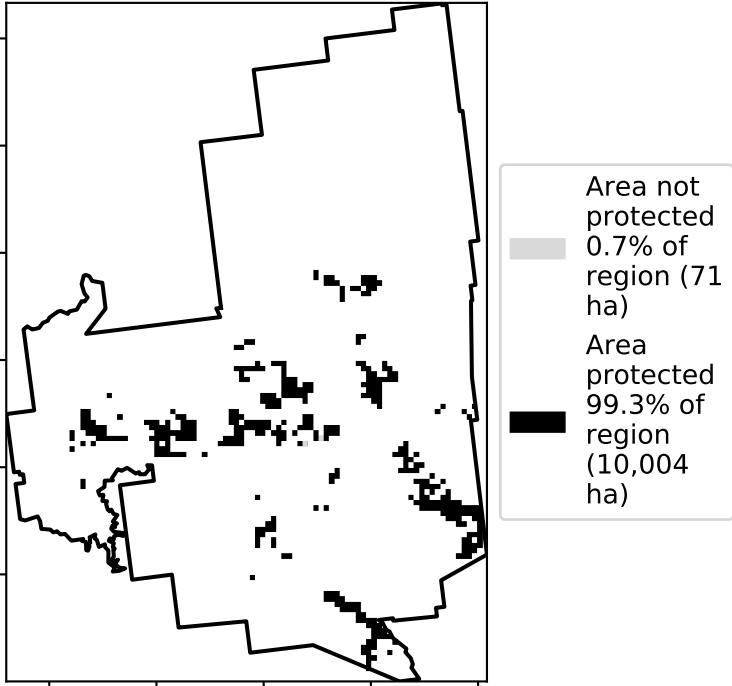 Area not
protected
0.7% of
region (71
ha)
Area
protected
99.3% of
region
(10,004
ha)